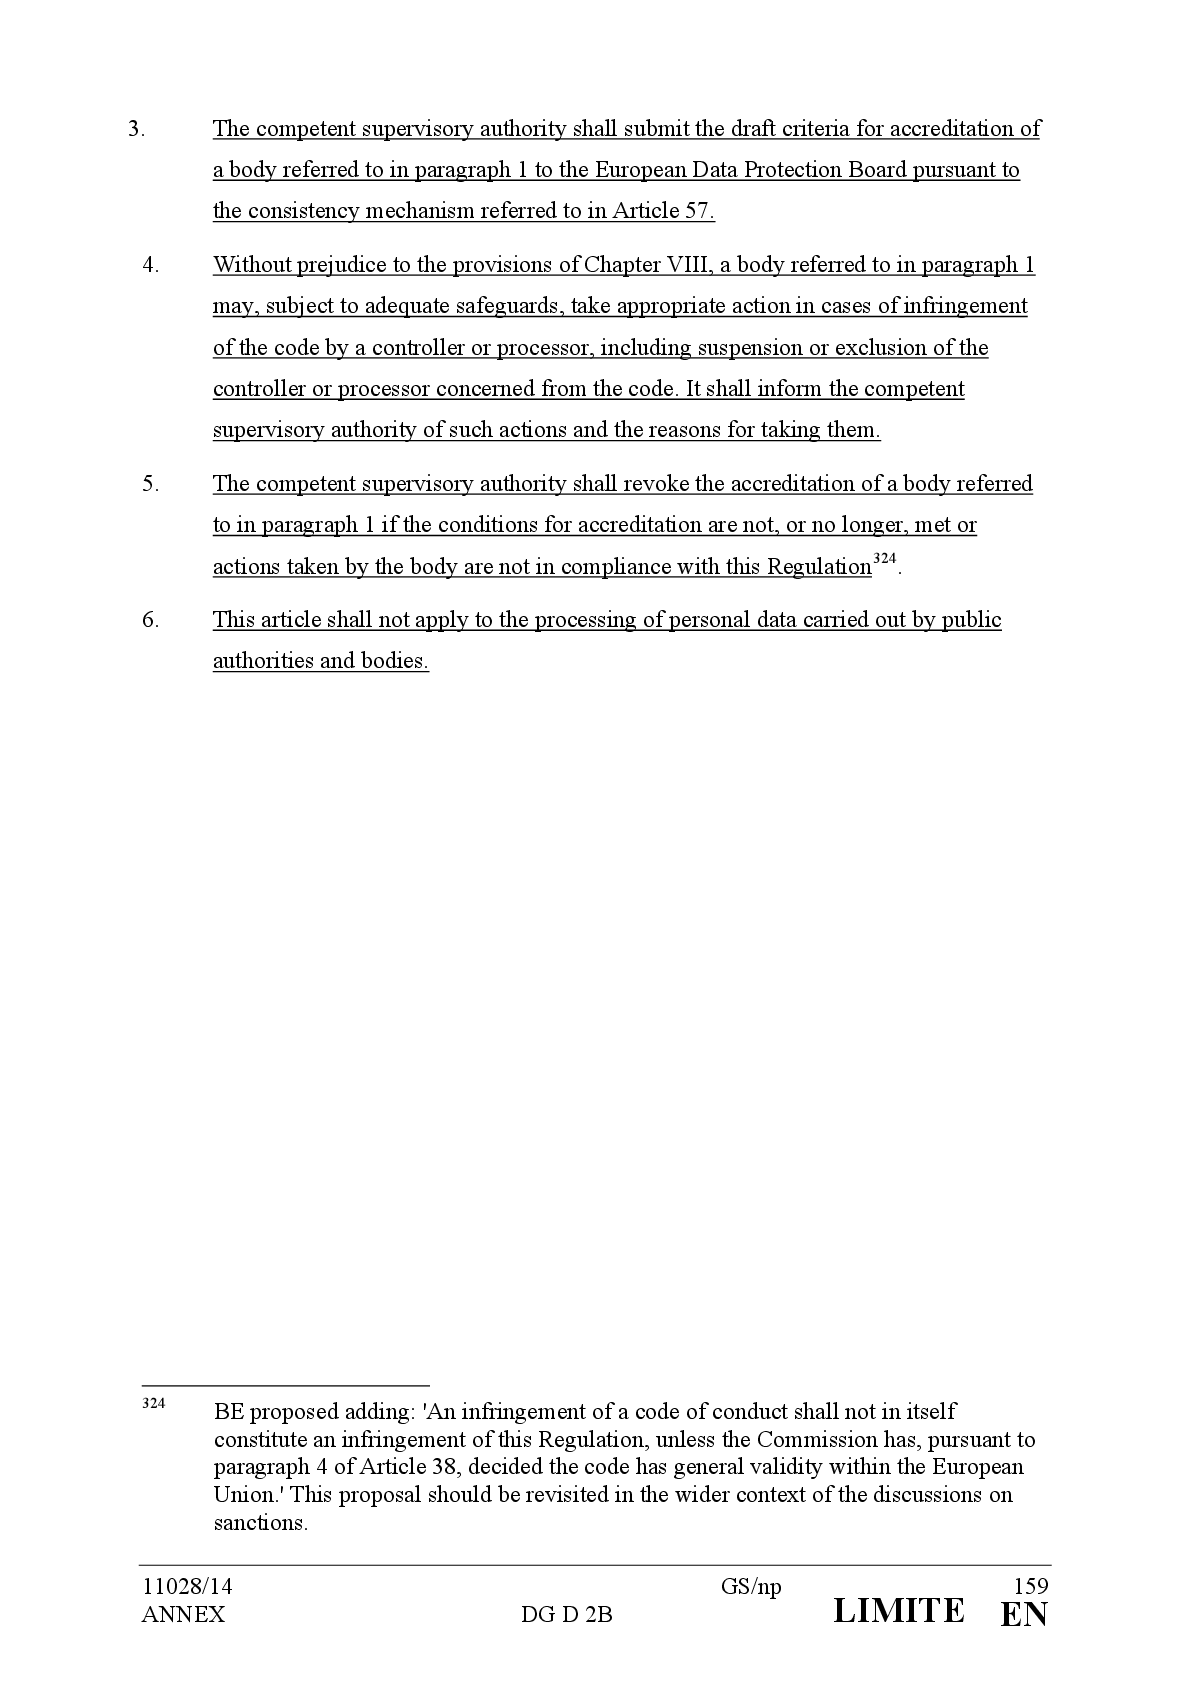 3. The competent supervisory authority shall submit the draft criteria for accreditation of
a body referred to in paragraph 1 to the European Data Protection Board pursuant to
the consistency mechanism referred to in Article 57.
4. Without prejudice to the provisions of Chapter VIII, a body referred to in paragraph 1
may, subject to adequate safeguards, take appropriate action in cases of infringement
of the code by a controller or processor, including suspension or exclusion of the
controller or processor concerned from the code. It shall inform the competent
supervisory authority of such actions and the reasons for taking them.
5. The competent supervisory authority shall revoke the accreditation of a body referred
to in paragraph 1 if the conditions for accreditation are not, or no longer, met or
actions taken by the body are not in compliance with this Regulation324.
6. This article shall not apply to the processing of personal data carried out by public
authorities and bodies.
324 BE proposed adding: 'An infringement of a code of conduct shall not in itself
constitute an infringement of this Regulation, unless the Commission has, pursuant to
paragraph 4 of Article 38, decided the code has general validity within the European
Union.' This proposal should be revisited in the wider context of the discussions on
sanctions.
11028/14 GS/np 159
ANNEX DG D 2B LIMITE EN